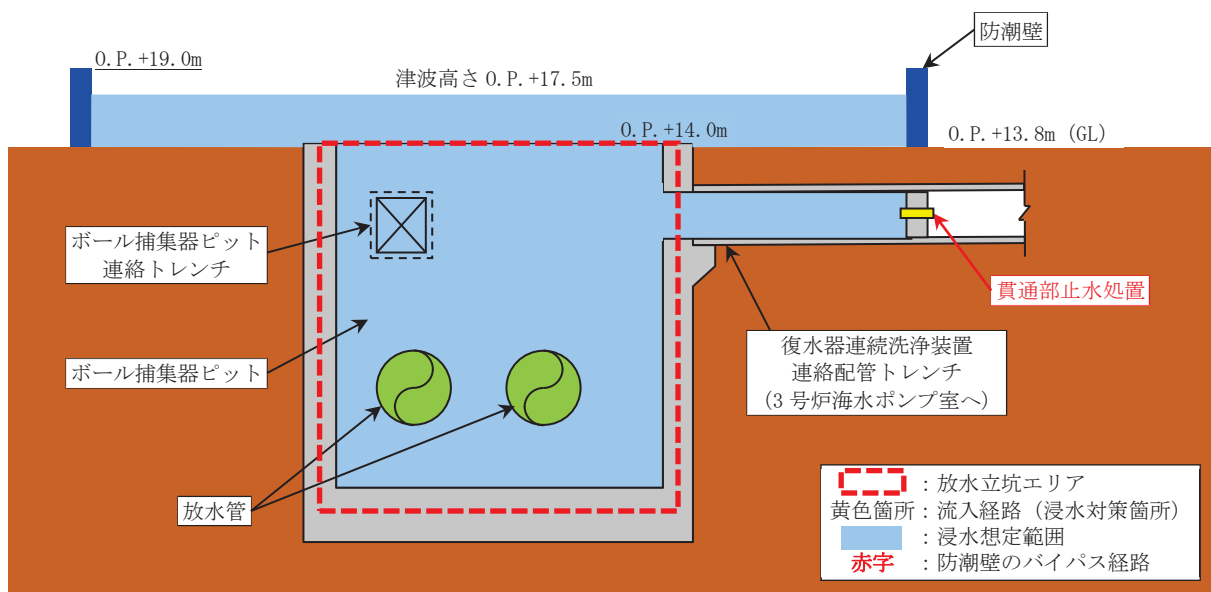 防潮壁
O.P.+19.0m
津波高さ O.P.+17.5m
O.P.+14.0m
O.P.+13.8m (GL)
ボール捕集器ピット
連絡トレンチ
貫通部止水処置
復水器連続洗浄装置
連絡配管トレンチ
(3号炉海水ポンプ室へ)
ボール捕集器ピット
放水管
：放水立坑エリア
黄色箇所：流入経路（浸水対策箇所）
：浸水想定範囲
赤字：防潮壁のバイパス経路